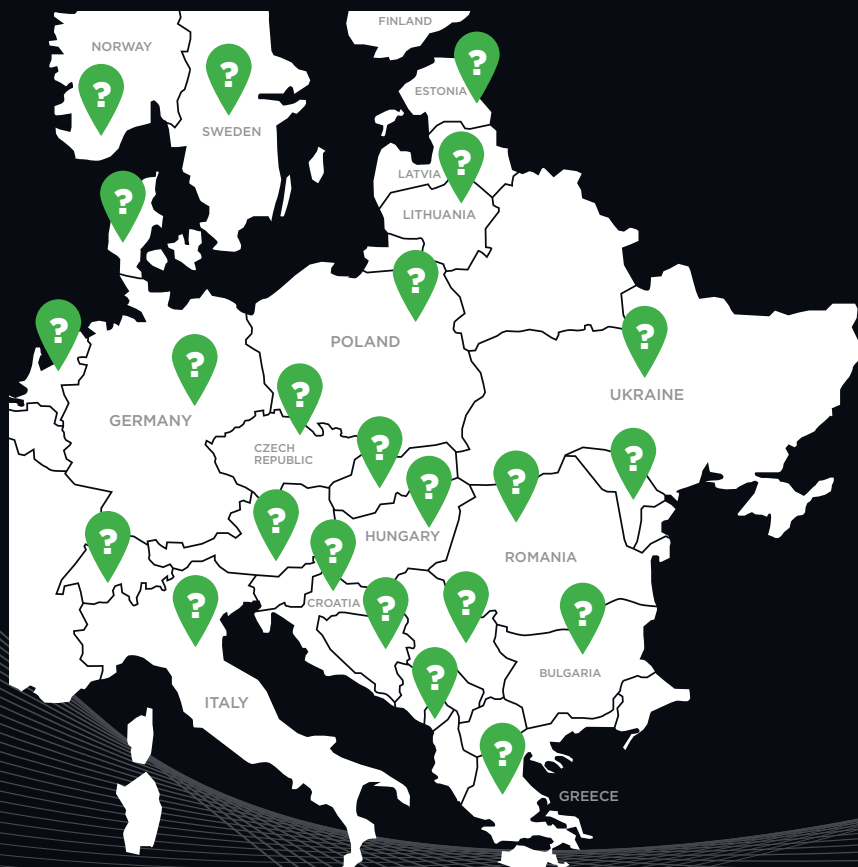 FINLAND
NORWAY
?
?
?
ESTONIA
SWEDEN
?
LATVIA
?
LITHUANIA
?
?
?
POLAND
?
?
UKRAINE
GERMANY
?
CZECH
REPUBLIC
?
?
?
?
?
HUNGARY
?
?
ROMANIA
?
?
?
CROATIA
?
BULGARIA
?
ITALY
?
GREECE